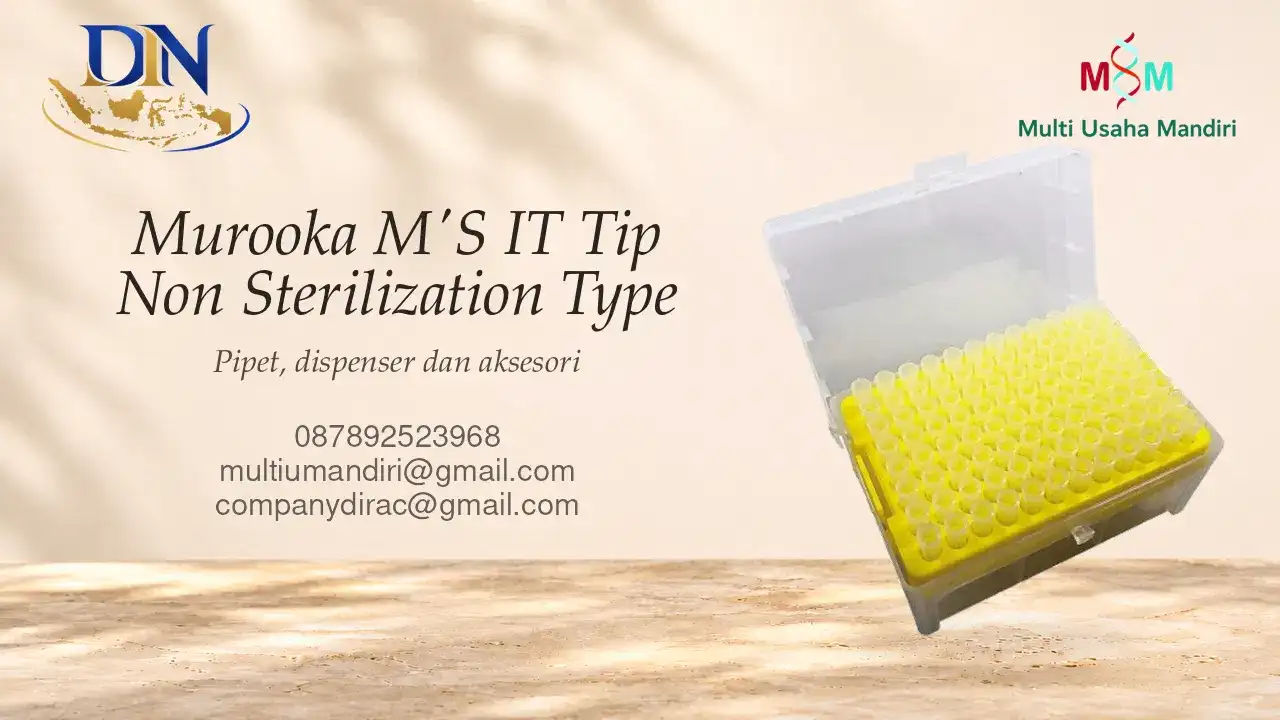 DN
M M
Multi Usaha Mandiri
Murooka M'S IT Tip
Non Sterilization Type
Pipet, dispenser dan aksesori
087892523968
multiumandiri@gmail.com
companydirac@gmail.com